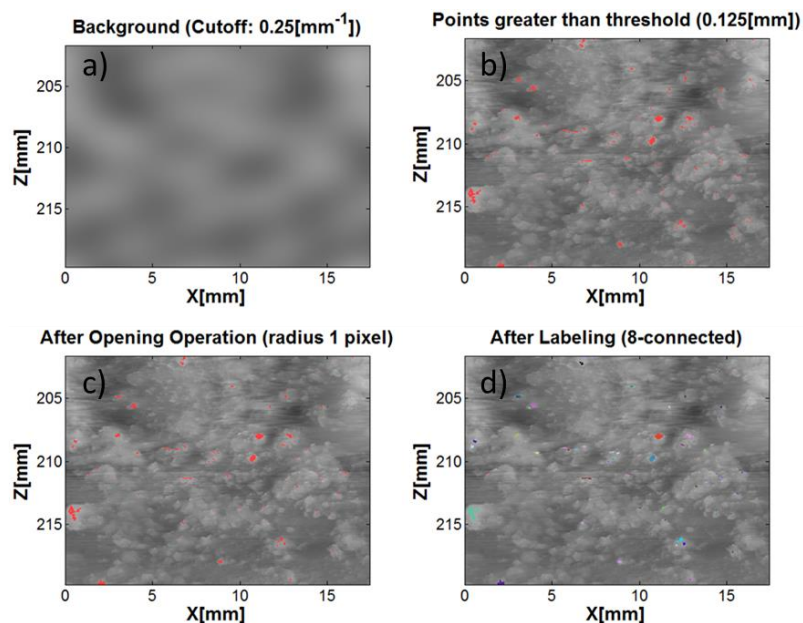 Background (Cutoff: 0.25[mm⁻¹])
a)
205
210
215
Z[mm]
0 5 10 15
X[mm]
Points greater than threshold (0.125[mm])
b)
205
210
215
Z[mm]
0 5 10 15
X[mm]
After Opening Operation (radius 1 pixel)
c)
205
210
215
Z[mm]
0 5 10 15
X[mm]
After Labeling (8-connected)
d)
205
210
215
Z[mm]
0 5 10 15
X[mm]